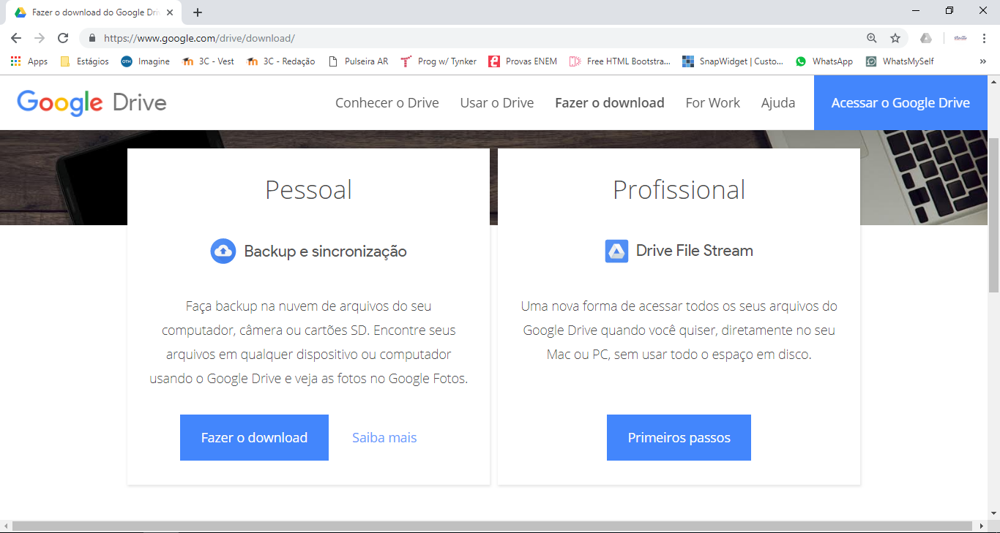 Fazer o download do Google Dri
https://www.google.com/drive/download/
Apps Estágios Imagine 3C - Vest 3C - Redação Pulseira AR Prog w/ Tynker Provas ENEM Free HTML Bootstra... SnapWidget | Custo... WhatsApp WhatsMySelf »
Google Drive Conhecer o Drive Usar o Drive Fazer o download For Work Ajuda Acessar o Google Drive
Pessoal
Backup e sincronização
Faça backup na nuvem de arquivos do seu
computador, câmera ou cartões SD. Encontre seus
arquivos em qualquer dispositivo ou computador
usando o Google Drive e veja as fotos no Google Fotos.
Fazer o download Saiba mais
Profissional
Drive File Stream
Uma nova forma de acessar todos os seus arquivos do
Google Drive quando você quiser, diretamente no seu
Mac ou PC, sem usar todo o espaço em disco.
Primeiros passos